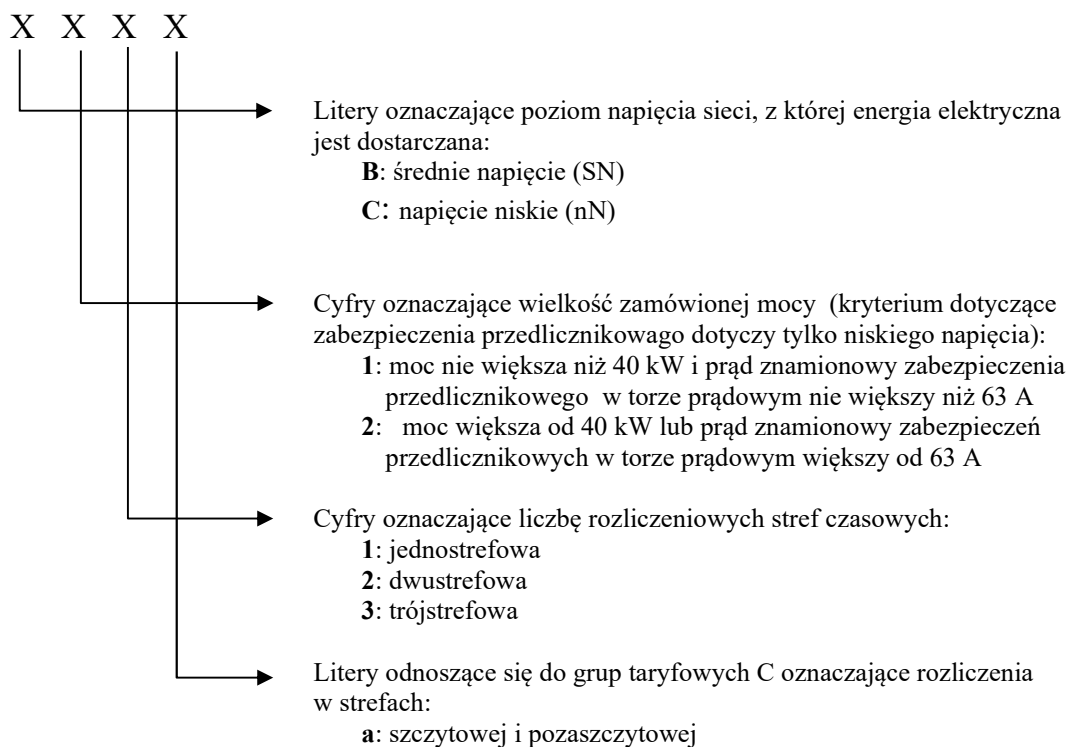 X X X X
Litery oznaczające poziom napięcia sieci, z której energia elektryczna
jest dostarczana:
B: średnie napięcie (SN)
C: napięcie niskie (nN)
Cyfry oznaczające wielkość zamówionej mocy (kryterium dotyczące
zabezpieczenia przedlicznikowago dotyczy tylko niskiego napięcia):
1: moc nie większa niż 40 kW i prąd znamionowy zabezpieczenia
przedlicznikowego w torze prądowym nie większy niż 63 A
2: moc większa od 40 kW lub prąd znamionowy zabezpieczeń
przedlicznikowych w torze prądowym większy od 63 A
Cyfry oznaczające liczbę rozliczeniowych stref czasowych:
1: jednostrefowa
2: dwustrefowa
3: trójstrefowa
Litery odnoszące się do grup taryfowych C oznaczające rozliczenia
w strefach:
a: szczytowej i pozaszczytowej